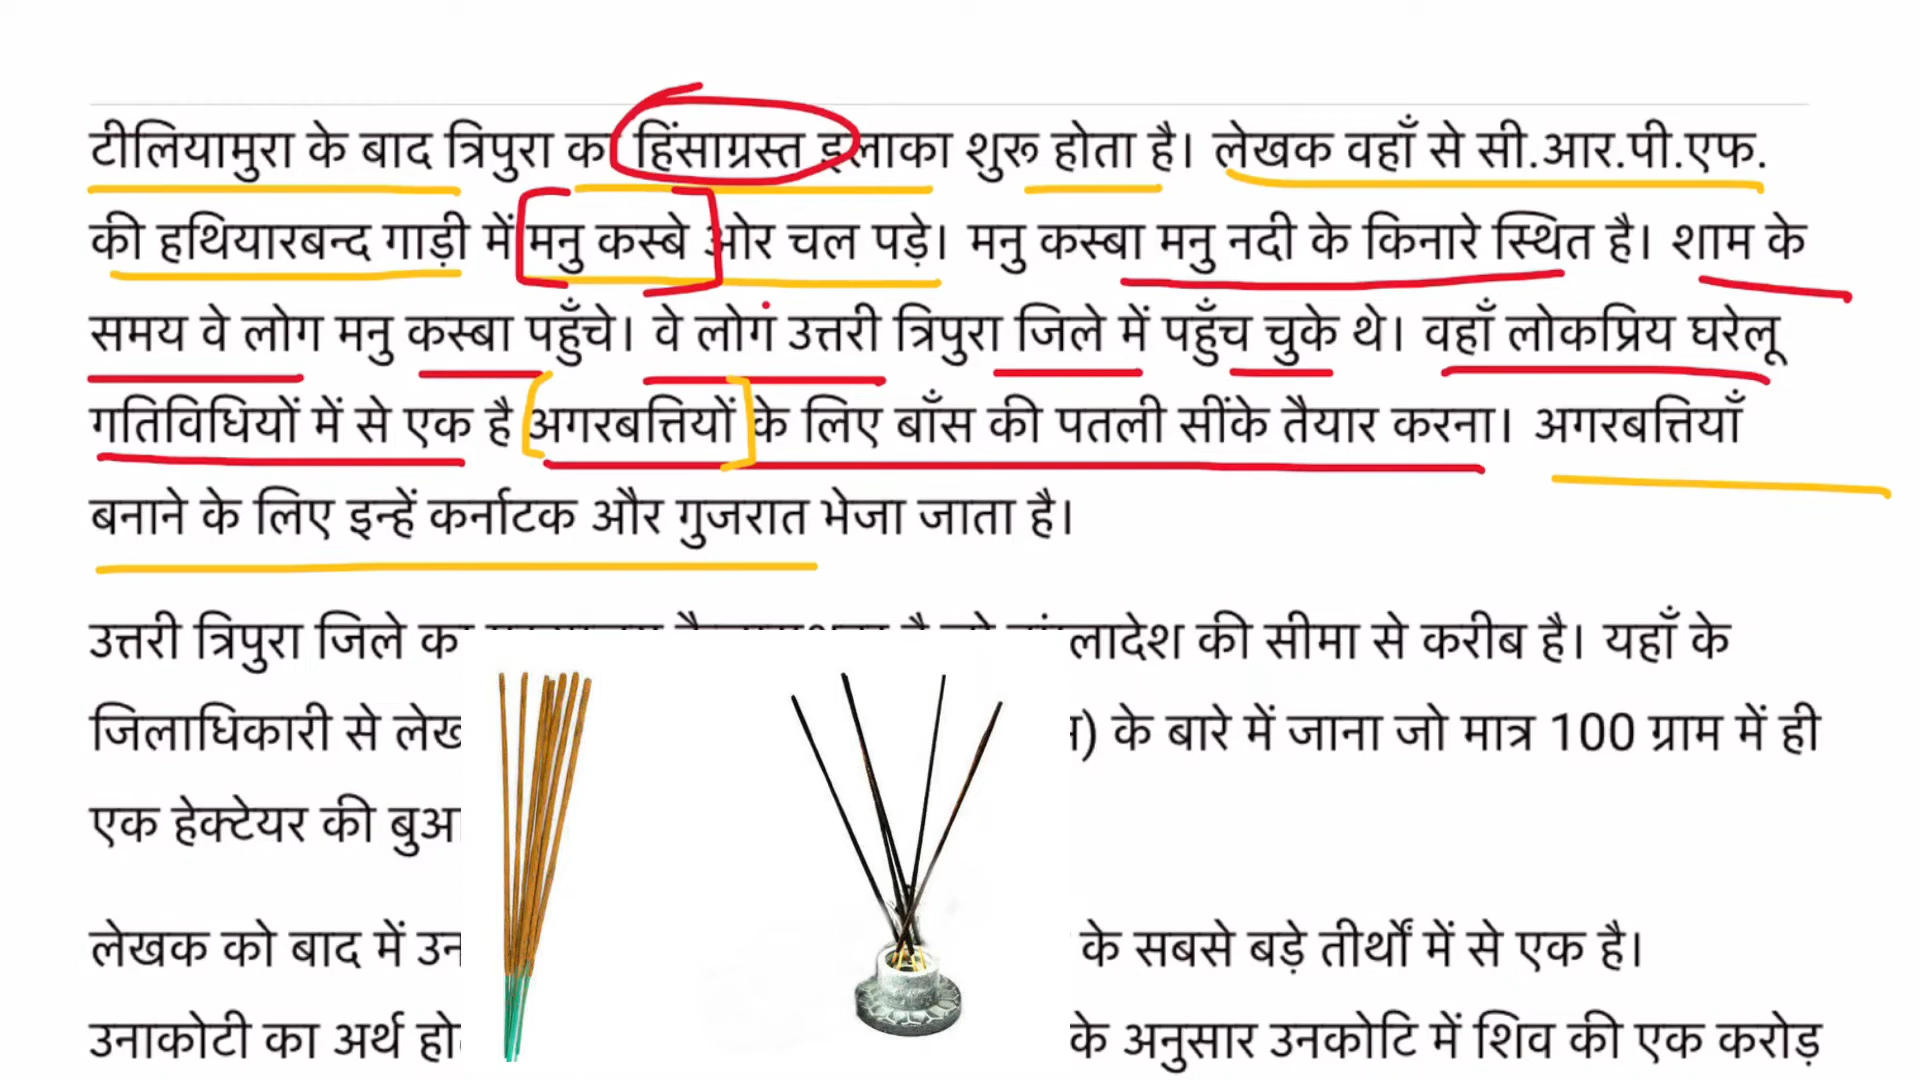 टीलियामुरा के बाद त्रिपुरा का हिंसाग्रस्त इलाका शुरू होता है। लेखक वहाँ से सी.आर.पी.एफ.
की हथियारबन्द गाड़ी में मनु कस्बे ओर चल पड़े। मनु कस्बा मनु नदी के किनारे स्थित है। शाम के
समय वे लोग मनु कस्बा पहुँचे। वे लोग उत्तरी त्रिपुरा जिले में पहुँच चुके थे। वहाँ लोकप्रिय घरेलू
गतिविधियों में से एक है अगरबत्तियों के लिए बाँस की पतली सींके तैयार करना। अगरबत्तियाँ
बनाने के लिए इन्हें कर्नाटक और गुजरात भेजा जाता है।
उत्तरी त्रिपुरा जिले की सीमा से करीब है। यहाँ के
जिलाधिकारी से के बारे में जाना जो मात्र 100 ग्राम में ही
एक हेक्टेयर की
लेखक को बाद में के सबसे बड़े तीर्थों में से एक है।
उनाकोटी का अर्थ के अनुसार उनकोटि में शिव की एक करोड़